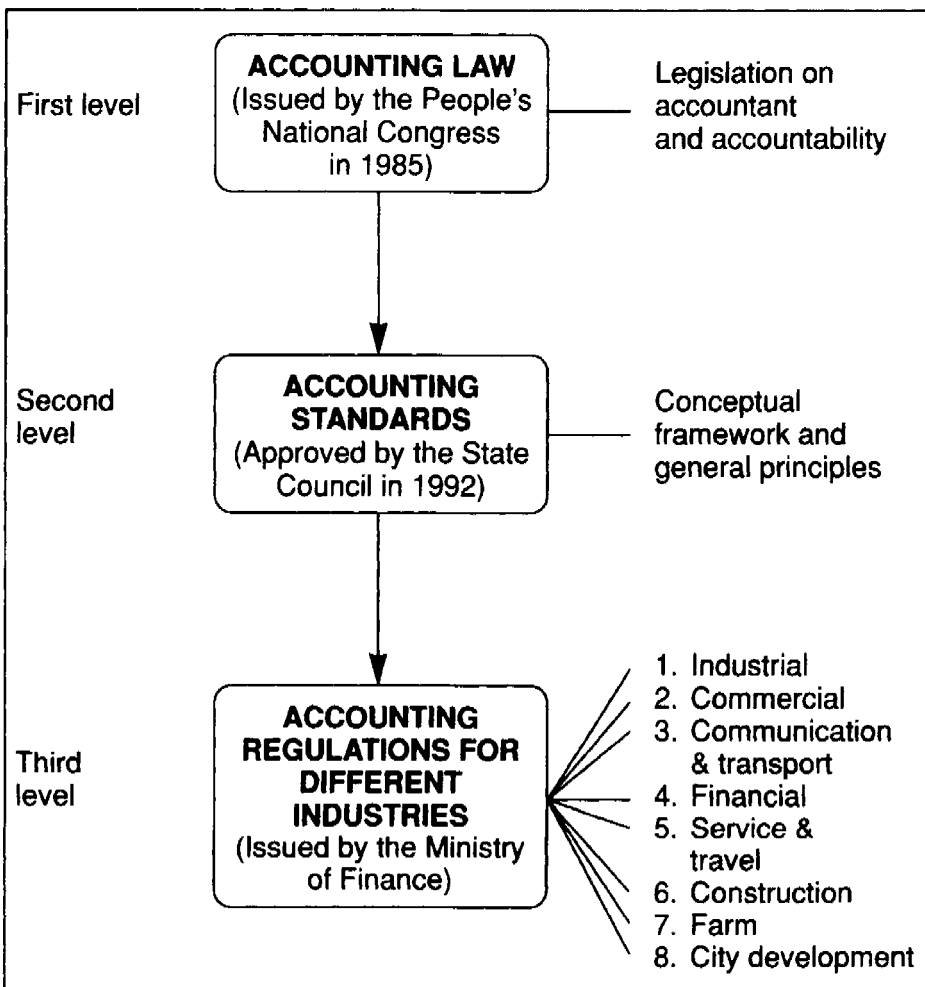 First level
ACCOUNTING LAW
(Issued by the People's
National Congress
in 1985)
Legislation on
accountant
and accountability
Second
level
ACCOUNTING
STANDARDS
(Approved by the State
Council in 1992)
Conceptual
framework and
general principles
Third
level
ACCOUNTING
REGULATIONS FOR
DIFFERENT
INDUSTRIES
(Issued by the Ministry
of Finance)
1. Industrial
2. Commercial
3. Communication
& transport
4. Financial
5. Service &
travel
6. Construction
7. Farm
8. City development